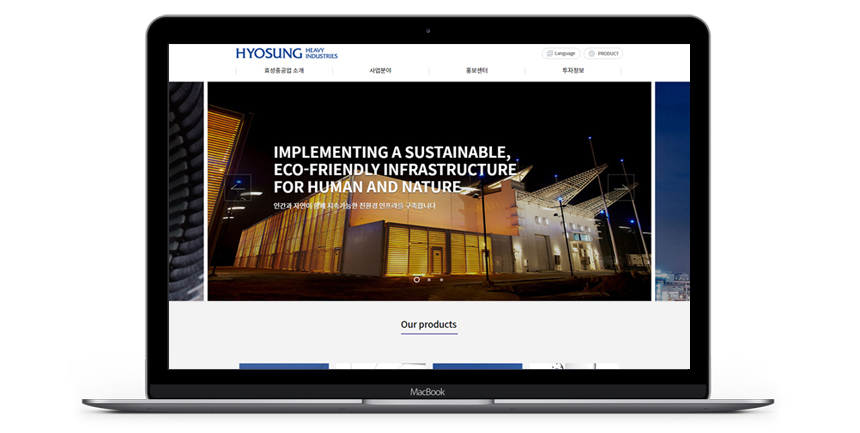 HYOSUNG HEAVY INDUSTRIES
Language
PRODUCT
효성중공업 소개
사업분야
홍보센터
투자정보
IMPLEMENTING A SUSTAINABLE,
ECO-FRIENDLY INFRASTRUCTURE
FOR HUMAN AND NATURE
인간과 자연이 함께 지속가능한 친환경 인프라를 구축합니다
Our products
MacBook